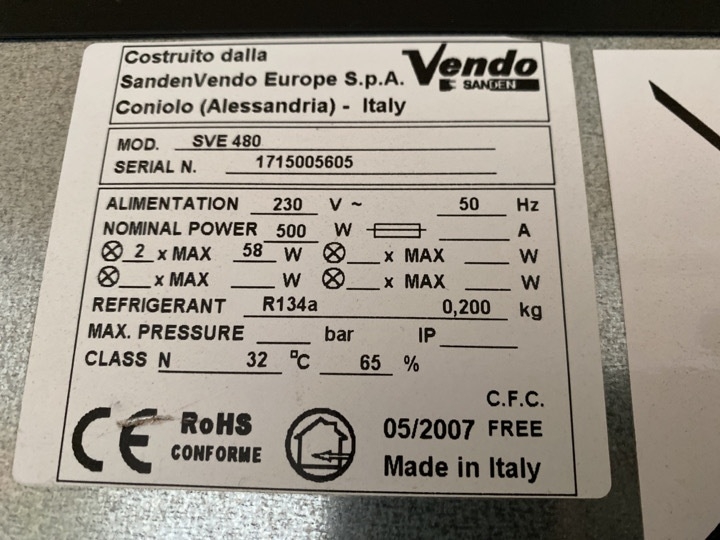 Costruito dalla
SandenVendo Europe S.p.A.
Coniolo (Alessandria) - Italy
Vendo
SANDEN
MOD. SVE 480
SERIAL N. 1715005605
ALIMENTATION 230 V ~ 50 Hz
NOMINAL POWER 500 W A
2 x MAX 58 W x MAX W
x MAX W x MAX W
REFRIGERANT R134a 0,200 kg
MAX. PRESSURE bar IP
CLASS N 32 °C 65 %
C.F.C.
CE RoHS 05/2007 FREE
CONFORME Made in Italy